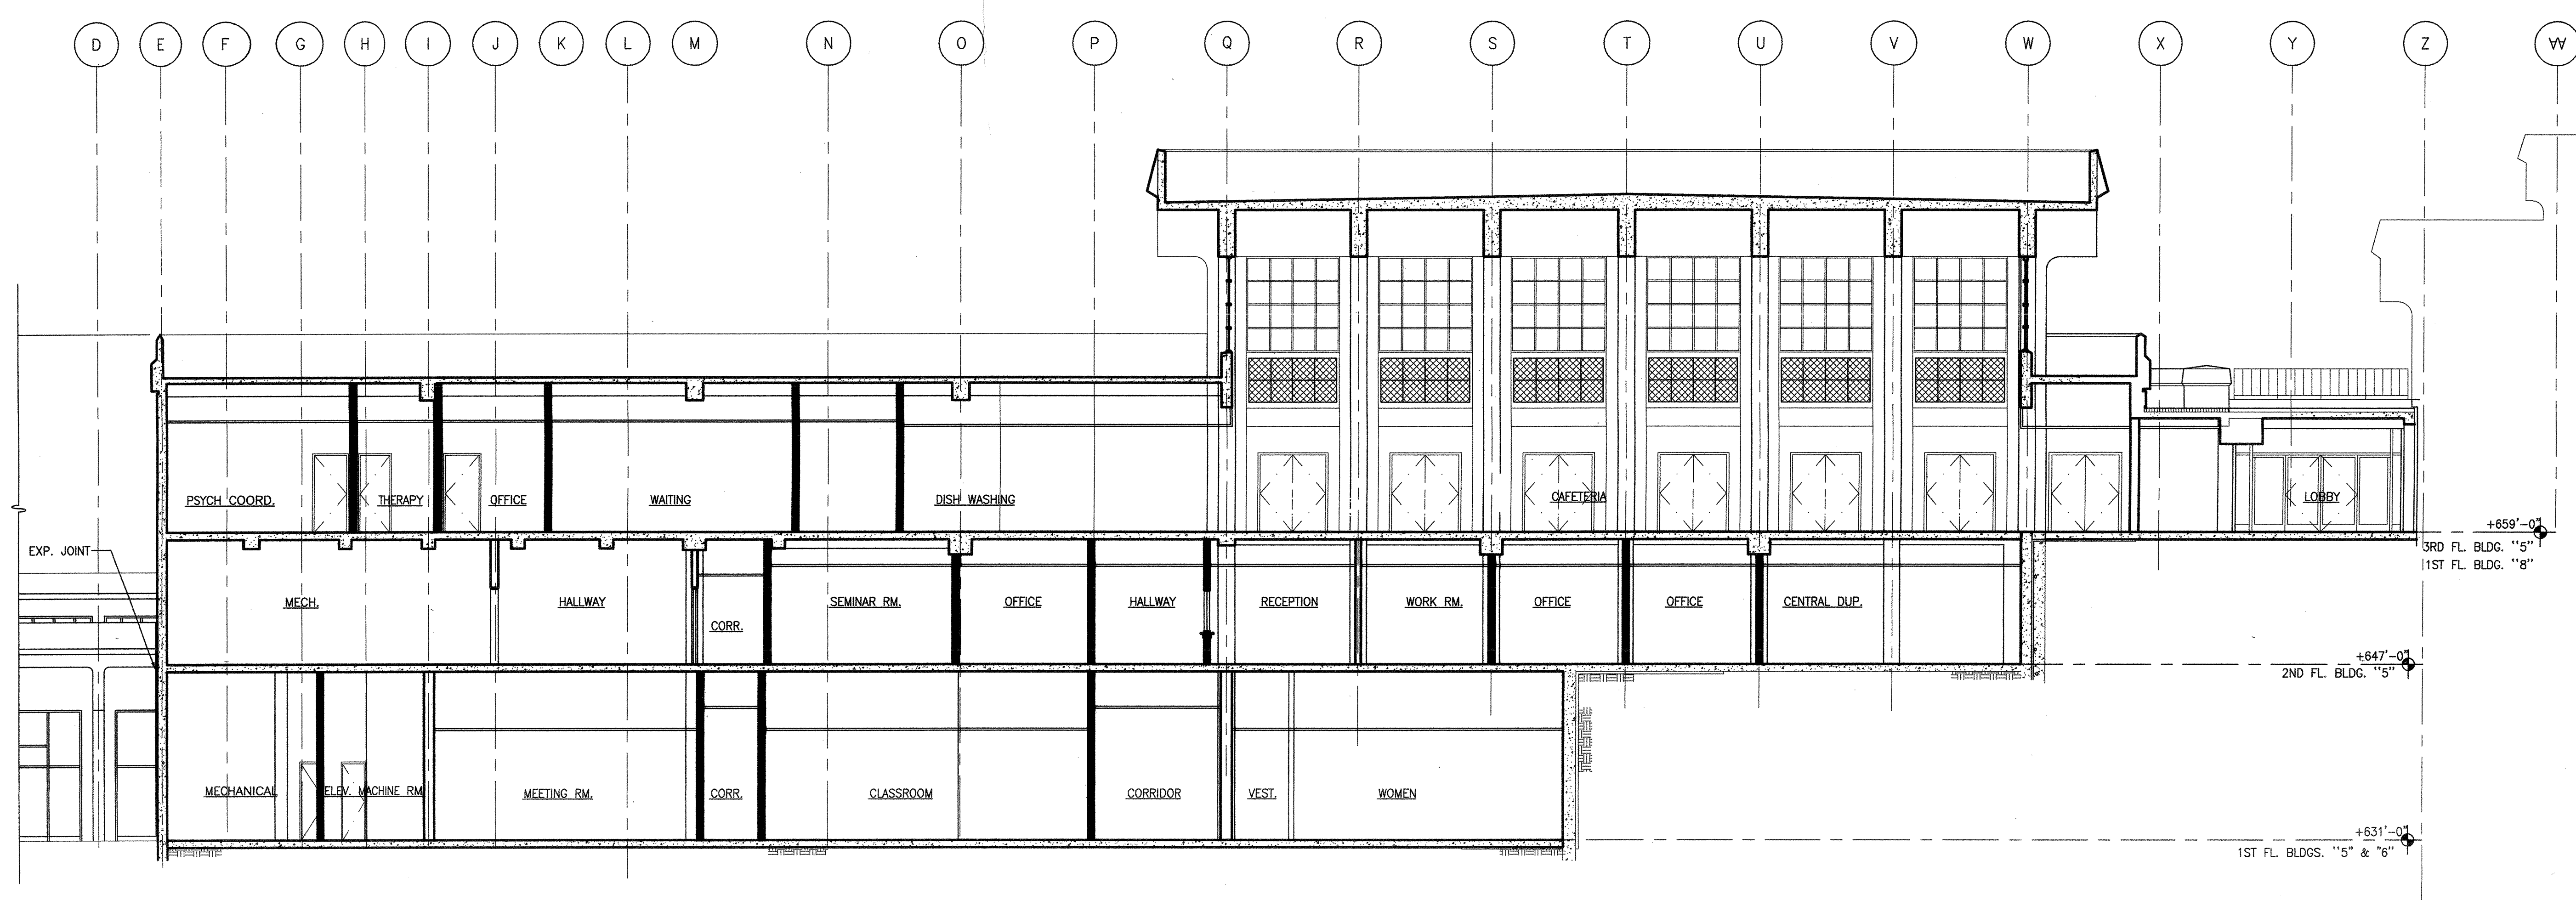 D E F G H I J K L M N O P Q R S T U V W X Y Z
PSYCH COORD. THERAPY OFFICE WAITING DISH WASHING CAFETERIA LOBBY
+659'-0"
3RD FL. BLDG. "5"
1ST FL. BLDG. "8"
EXP. JOINT
MECH. HALLWAY CORR. SEMINAR RM. OFFICE HALLWAY RECEPTION WORK RM. OFFICE OFFICE CENTRAL DUP.
+647'-0"
2ND FL. BLDG. "5"
MECHANICAL ELEV. MACHINE RM. MEETING RM. CORR. CLASSROOM CORRIDOR VEST. WOMEN
+631'-0"
1ST FL. BLDGS. "5" & "6"